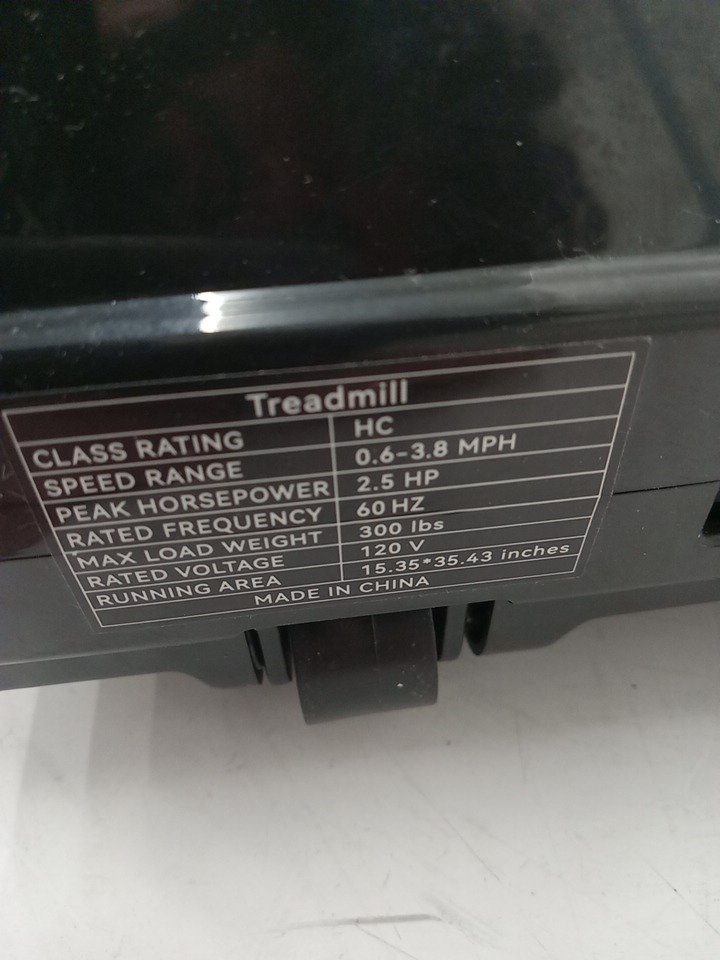 Treadmill
CLASS RATING HC
SPEED RANGE 0.6-3.8 MPH
PEAK HORSEPOWER 2.5 HP
RATED FREQUENCY 60 HZ
MAX LOAD WEIGHT 300 lbs
RATED VOLTAGE 120 V
RUNNING AREA 15.35*35.43 inches
MADE IN CHINA